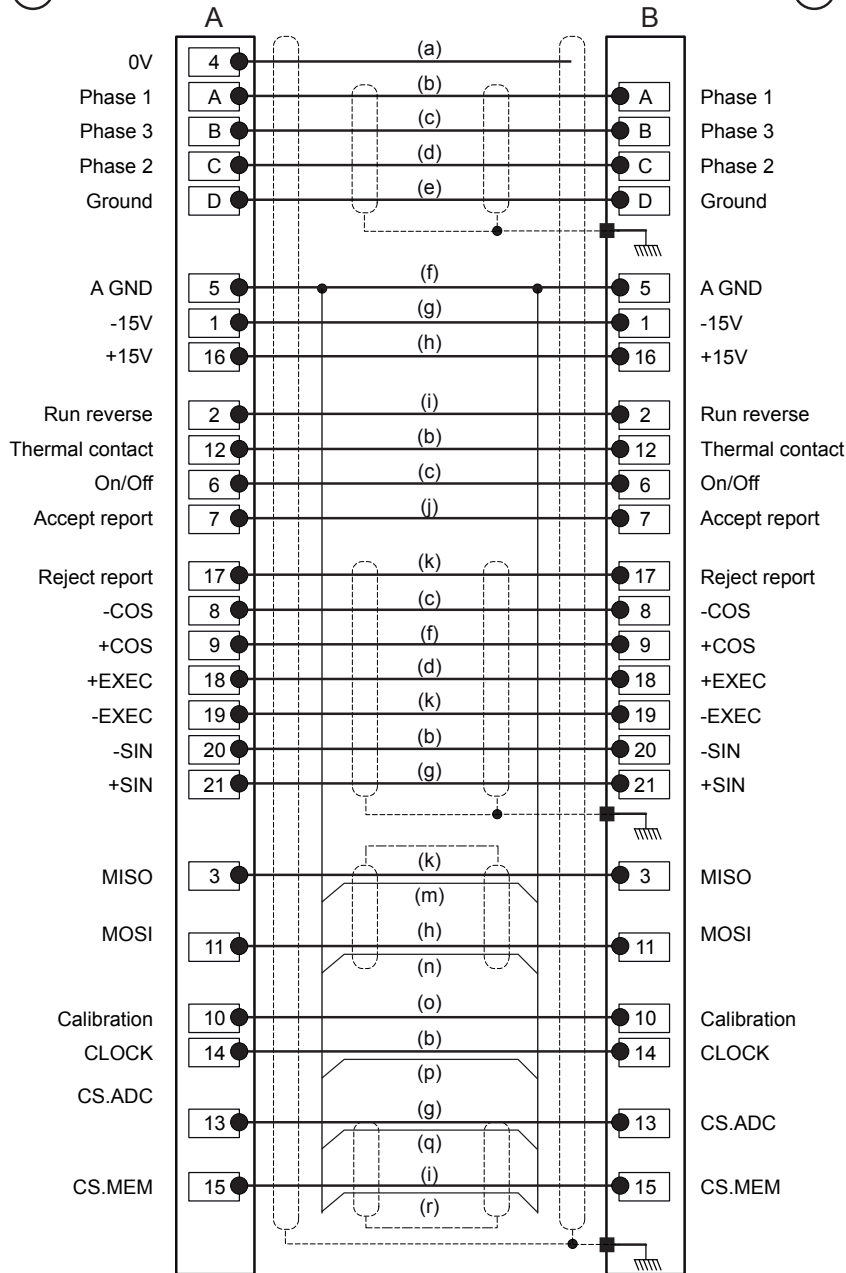 A B
0V 4 (a)
Phase 1 A (b) A Phase 1
Phase 3 B (c) B Phase 3
Phase 2 C (d) C Phase 2
Ground D (e) D Ground
A GND 5 (f) 5 A GND
-15V 1 (g) 1 -15V
+15V 16 (h) 16 +15V
Run reverse 2 (i) 2 Run reverse
Thermal contact 12 (b) 12 Thermal contact
On/Off 6 (c) 6 On/Off
Accept report 7 (j) 7 Accept report
Reject report 17 (k) 17 Reject report
-COS 8 (c) 8 -COS
+COS 9 (f) 9 +COS
+EXEC 18 (d) 18 +EXEC
-EXEC 19 (k) 19 -EXEC
-SIN 20 (b) 20 -SIN
+SIN 21 (g) 21 +SIN
MISO 3 (k) 3 MISO
(m)
MOSI 11 (h) 11 MOSI
(n)
Calibration 10 (o) 10 Calibration
CLOCK 14 (b) 14 CLOCK
(p)
CS.ADC 13 (g) 13 CS.ADC
(q)
CS.MEM 15 (i) 15 CS.MEM
(r)